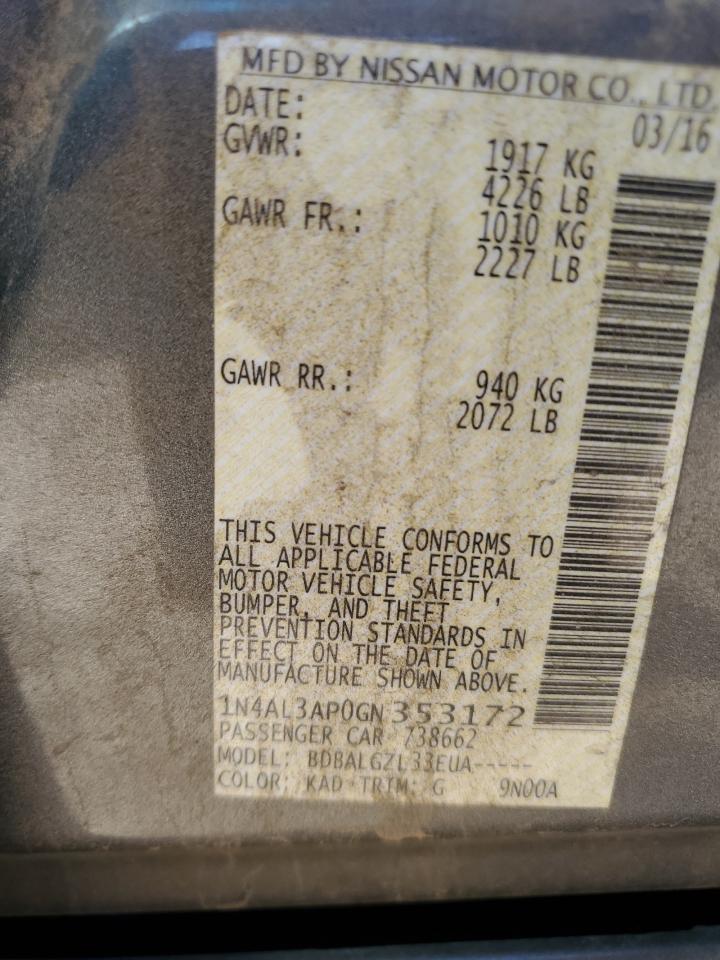 MFD BY NISSAN MOTOR CO., LTD.
DATE: 03/16
GVWR: 1917 KG
4226 LB
GAWR FR.: 1010 KG
2227 LB
GAWR RR.: 940 KG
2072 LB
THIS VEHICLE CONFORMS TO
ALL APPLICABLE FEDERAL
MOTOR VEHICLE SAFETY,
BUMPER, AND THEFT
PREVENTION STANDARDS IN
EFFECT ON THE DATE OF
MANUFACTURE SHOWN ABOVE.
1N4AL3AP0GN353172
PASSENGER CAR 738662
MODEL: BDBALGZL33EUA-----
COLOR: KAD TRIM: G 9N00A